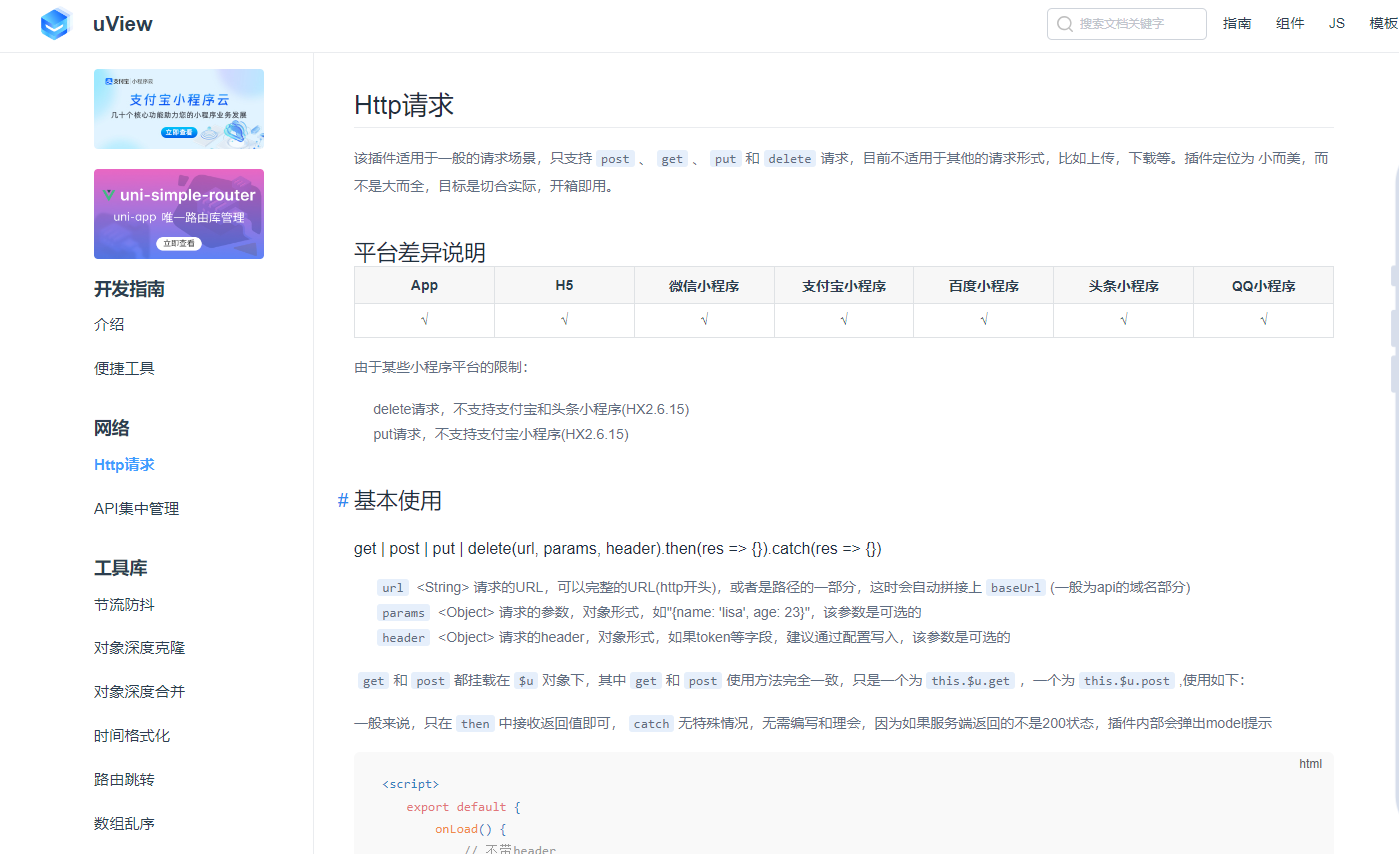 uView
搜索文档关键字
指南
组件
JS
模板
支付宝 小程序云
支付宝小程序云
几十个核心功能助力您的小程序业务发展
立即查看
uni-simple-router
uni-app 唯一路由库管理
立即查看
开发指南
介绍
便捷工具
网络
Http请求
API集中管理
工具库
节流防抖
对象深度克隆
对象深度合并
时间格式化
路由跳转
数组乱序
Http请求
该插件适用于一般的请求场景，只支持 post 、 get 、 put 和 delete 请求，目前不适用于其他的请求形式，比如上传，下载等。插件定位为 小而美，而
不是大而全，目标是切合实际，开箱即用。
平台差异说明
App H5 微信小程序 支付宝小程序 百度小程序 头条小程序 QQ小程序
√ √ √ √ √ √ √
由于某些小程序平台的限制：
delete请求，不支持支付宝和头条小程序(HX2.6.15)
put请求，不支持支付宝小程序(HX2.6.15)
# 基本使用
get | post | put | delete(url, params, header).then(res => {}).catch(res => {})
url <String> 请求的URL，可以完整的URL(http开头)，或者是路径的一部分，这时会自动拼接上 baseUrl (一般为api的域名部分)
params <Object> 请求的参数，对象形式，如"{name: 'lisa', age: 23}"，该参数是可选的
header <Object> 请求的header，对象形式，如果token等字段，建议通过配置写入，该参数是可选的
get 和 post 都挂载在 $u 对象下，其中 get 和 post 使用方法完全一致，只是一个为 this.$u.get ，一个为 this.$u.post ,使用如下：
一般来说，只在 then 中接收返回值即可， catch 无特殊情况，无需编写和理会，因为如果服务端返回的不是200状态，插件内部会弹出model提示
html
<script>
export default {
onLoad() {
// 不带header